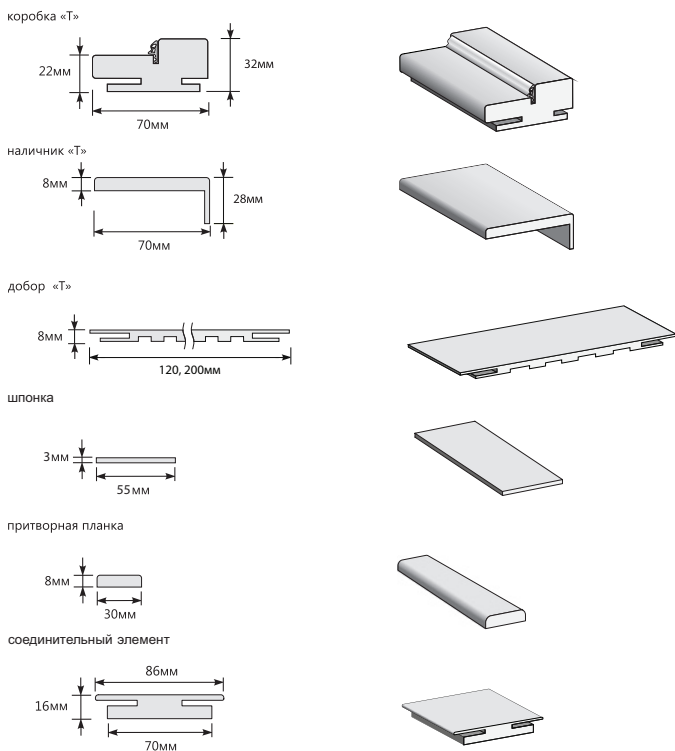 коробка «Т»
22мм
32мм
70мм
наличник «Т»
8мм
28мм
70мм
добор «Т»
8мм
120, 200мм
шпонка
3мм
55мм
притворная планка
8мм
30мм
соединительный элемент
86мм
16мм
70мм